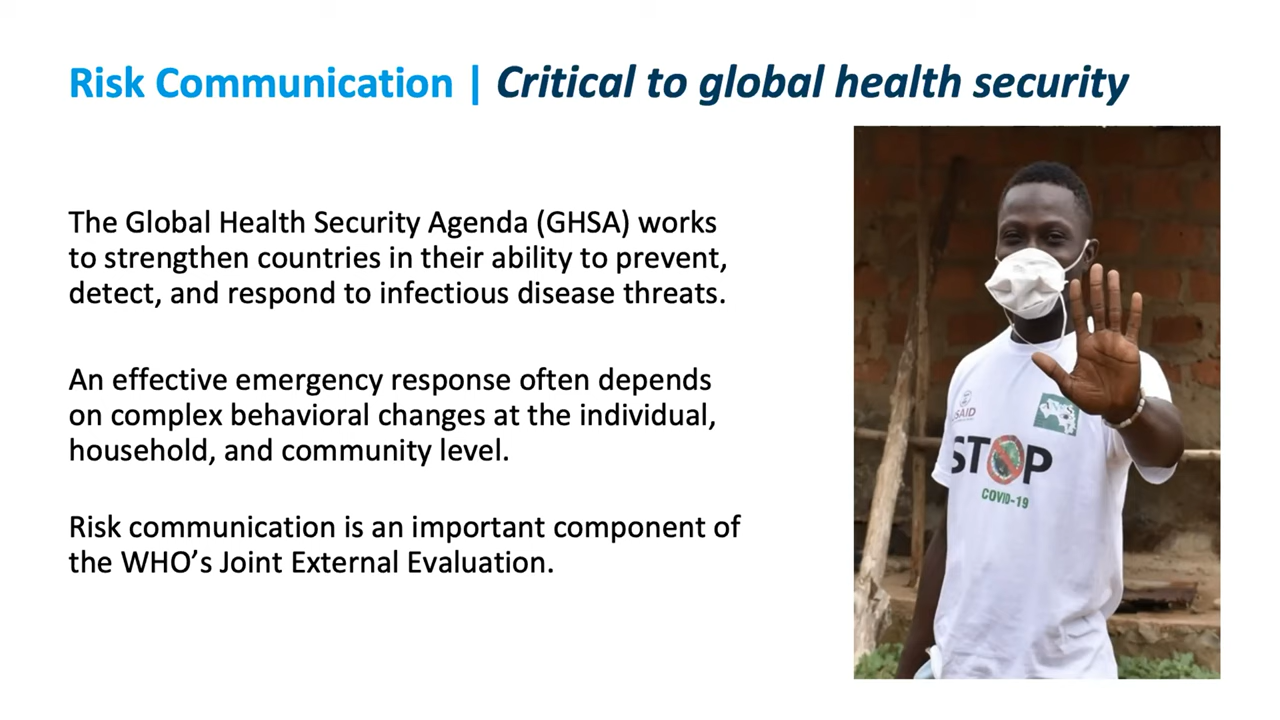 Risk Communication | Critical to global health security
The Global Health Security Agenda (GHSA) works
to strengthen countries in their ability to prevent,
detect, and respond to infectious disease threats.
An effective emergency response often depends
on complex behavioral changes at the individual,
household, and community level.
Risk communication is an important component of
the WHO’s Joint External Evaluation.
SAID
STOP
COVID-19